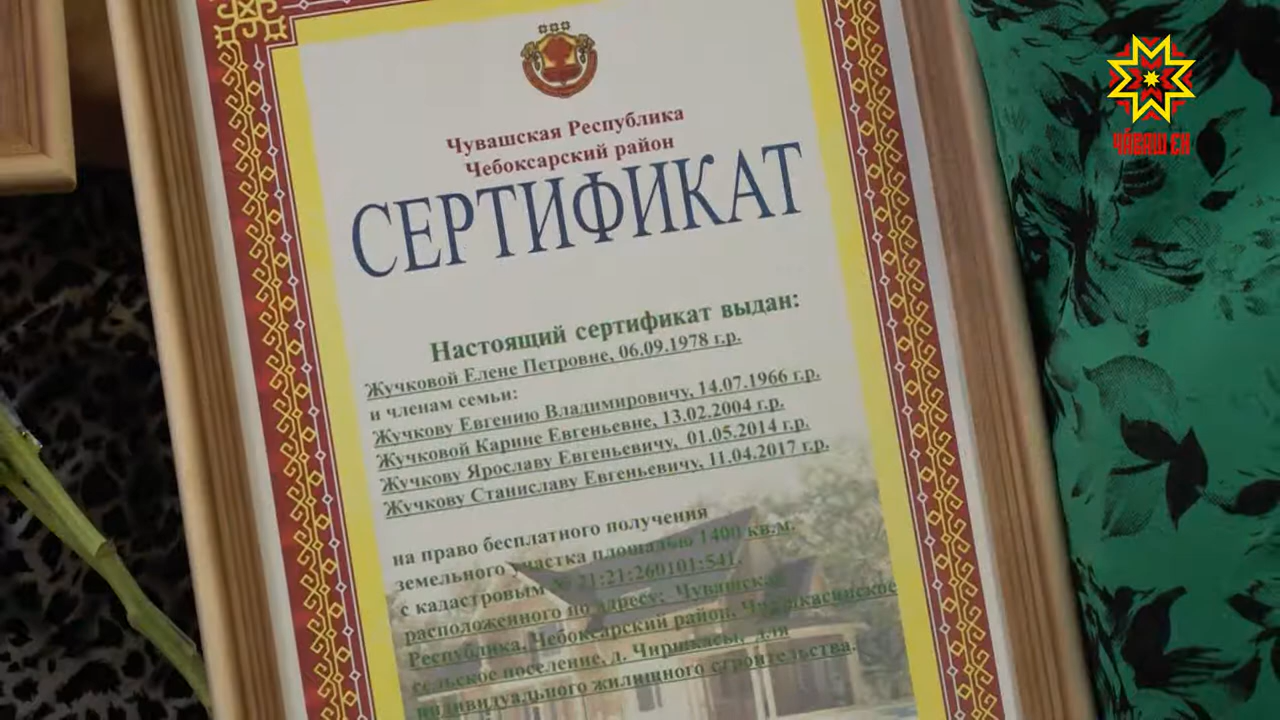 Чувашская Республика
Чебоксарский район
СЕРТИФИКАТ
Настоящий сертификат выдан:
Жучковой Елене Петровне, 06.09.1978 г.р.
и членам семьи:
Жучкову Евгению Владимировичу, 14.07.1966 г.р.
Жучковой Карине Евгеньевне, 13.02.2004 г.р.
Жучкову Ярославу Евгеньевичу, 01.05.2014 г.р.
Жучкову Станиславу Евгеньевичу, 11.04.2017 г.р.
на право бесплатного получения
земельного участка площадью 1400 кв.м.
с кадастровым № 21:21:260101:541,
расположенного по адресу: Чувашская
Республика, Чебоксарский район, Чиршкасинское
сельское поселение, д. Чиршкасы, для
индивидуального жилищного строительства.
ЧӐВАШ ЕН